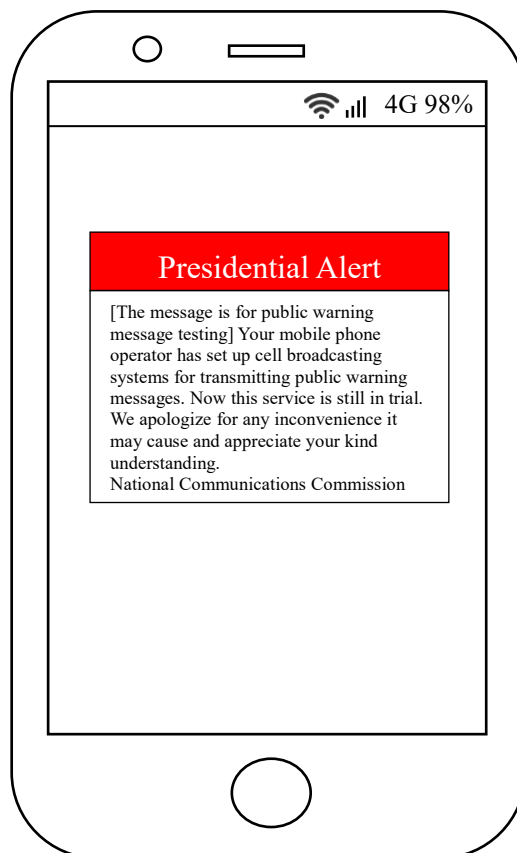 4G 98%
Presidential Alert
[The message is for public warning
message testing] Your mobile phone
operator has set up cell broadcasting
systems for transmitting public warning
messages. Now this service is still in trial.
We apologize for any inconvenience it
may cause and appreciate your kind
understanding.
National Communications Commission